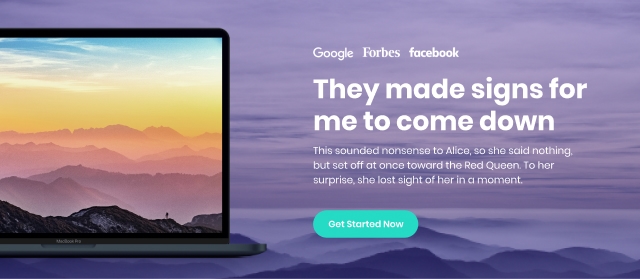 Google Forbes facebook
They made signs for
me to come down
This sounded nonsense to Alice, so she said nothing,
but set off at once toward the Red Queen. To her
surprise, she lost sight of her in a moment.
Get Started Now
MacBook Pro